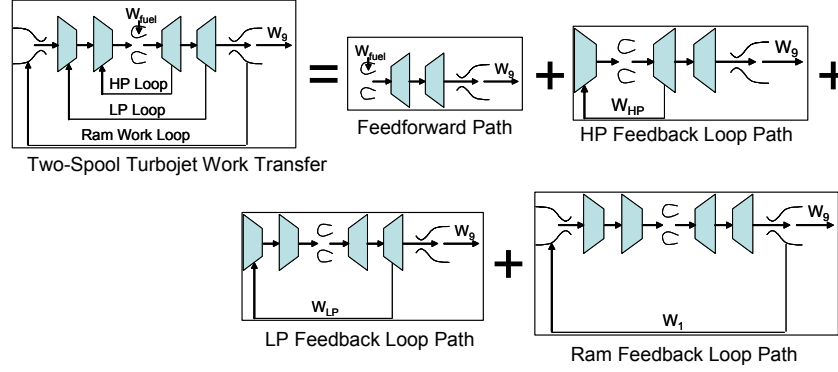 W_fuel
W_9
HP Loop
LP Loop
Ram Work Loop
Two-Spool Turbojet Work Transfer
=
W_fuel
W_9
Feedforward Path
+
W_9
W_HP
HP Feedback Loop Path
+
W_9
W_LP
LP Feedback Loop Path
+
W_9
W_1
Ram Feedback Loop Path